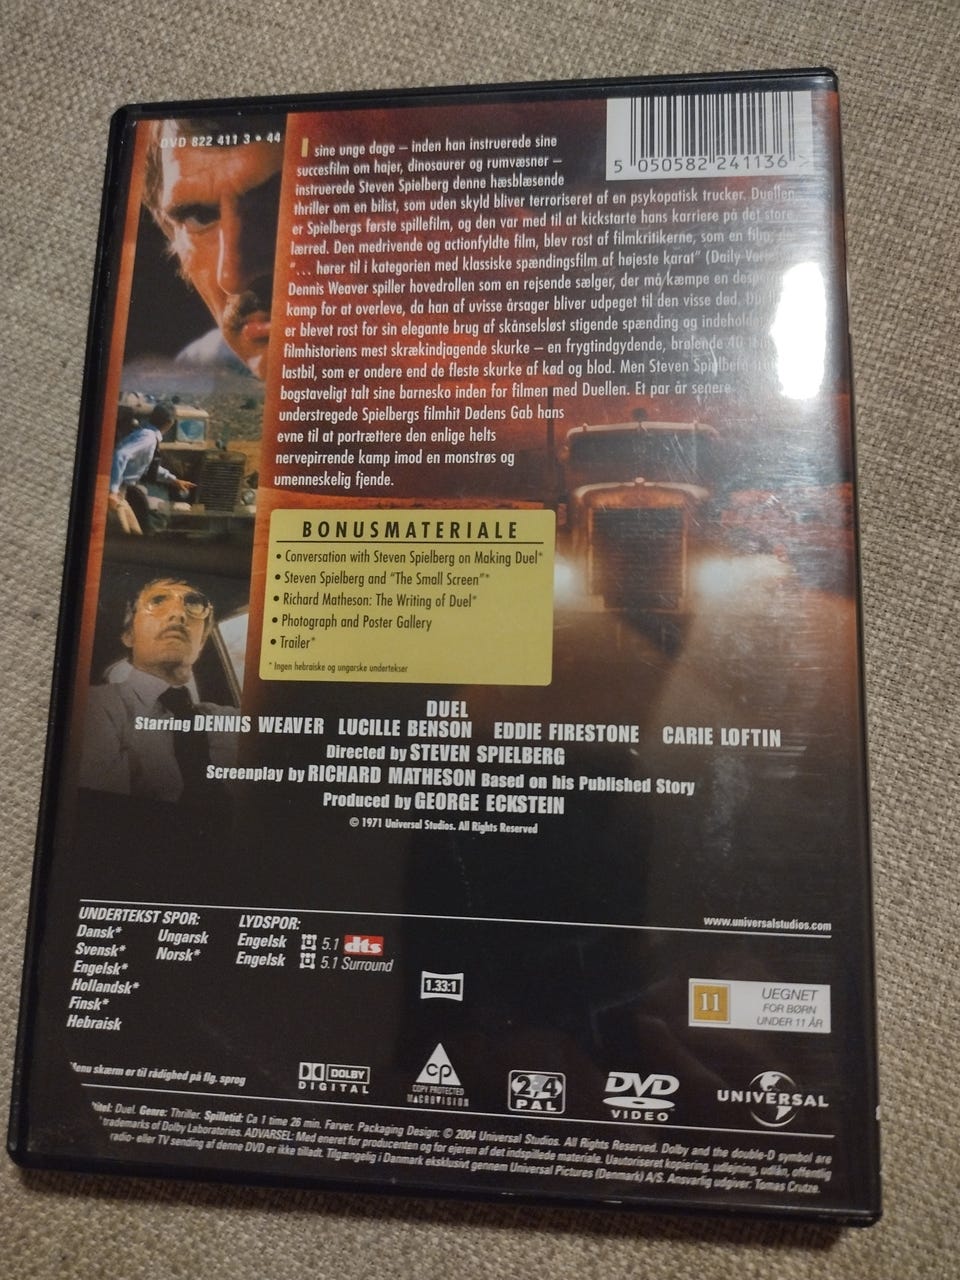 DVD 822 411 3 • 44
5 050582 241136 >
I sine unge dage – inden han instruerede sine
succesfilm om hajer, dinosaurer og rumvæsner –
instruerede Steven Spielberg denne hæsblæsende
thriller om en bilist, som uden skyld bliver terroriseret af en psykopatisk trucker. Duellen
er Spielbergs første spillefilm, og den var med til at kickstarte hans karriere på det store
lærred. Den medrivende og actionfyldte film, blev rost af filmkritikerne, som en film, der
"… hører til i kategorien med klassiske spændingsfilm af højeste karat" (Daily
Dennis Weaver spiller hovedrollen som en rejsende sælger, der må kæmpe en
kamp for at overleve, da han af uvisse årsager bliver udpeget til den visse død.
er blevet rost for sin elegante brug af skånselsløst stigende spænding og
filmhistoriens mest skrækindjagende skurke – en frygtindgydende, brølende 40
lastbil, som er ondere end de fleste skurke af kød og blod. Men Steven Spielberg
bogstaveligt talt sine barnesko inden for filmen med Duellen. Et par år senere
understregede Spielbergs filmhit Dødens Gab hans
evne til at portrættere den enlige helts
nervepirrende kamp imod en monstrøs og
umenneskelig fjende.
BONUSMATERIALE
• Conversation with Steven Spielberg on Making Duel*
• Steven Spielberg and "The Small Screen"*
• Richard Matheson: The Writing of Duel*
• Photograph and Poster Gallery
• Trailer*
* Ingen hebraiske og ungarske undertekser
DUEL
Starring DENNIS WEAVER LUCILLE BENSON EDDIE FIRESTONE CARIE LOFTIN
Directed by STEVEN SPIELBERG
Screenplay by RICHARD MATHESON Based on his Published Story
Produced by GEORGE ECKSTEIN
© 1971 Universal Studios. All Rights Reserved
www.universalstudios.com
UNDERTEKST SPOR:
Dansk*
Svensk*
Engelsk*
Hollandsk*
Finsk*
Hebraisk
Ungarsk
Norsk*
LYDSPOR:
Engelsk 5.1 dts
Engelsk 5.1 Surround
1.33:1
11
UEGNET
FOR BØRN
UNDER 11 ÅR
Menu skærm er til rådighed på flg. sprog
DOLBY
DIGITAL
CP
COPY PROTECTED
MACROVISION
2,4
PAL
DVD
VIDEO
UNIVERSAL
Titel: Duel. Genre: Thriller. Spilletid: Ca 1 time 26 min. Farver. Packaging Design: © 2004 Universal Studios. All Rights Reserved. Dolby and the double-D symbol are
trademarks of Dolby Laboratories. ADVARSEL: Med eneret for producenten og for ejeren af det indspillede materiale. Uautoriseret kopiering, udlejning, udlån, offentlig
radio- eller TV sending af denne DVD er ikke tilladt. Tilgængelig i Danmark eksklusivt gennem Universal Pictures (Denmark) A/S. Ansvarlig udgiver: Tomas Crutze.